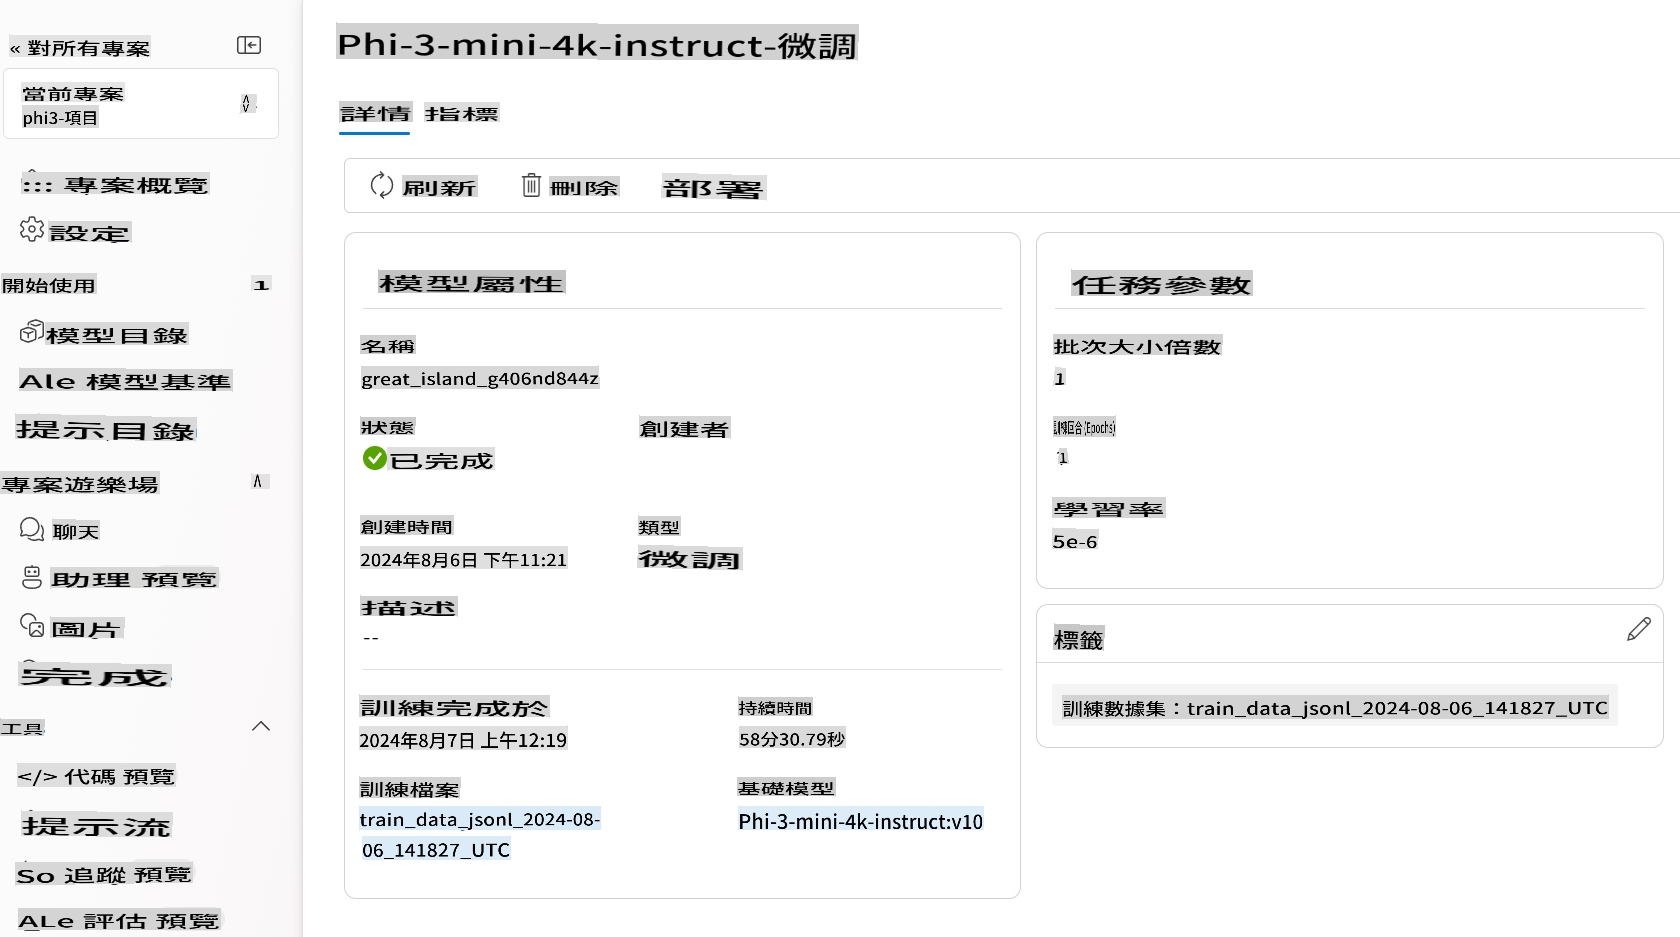 « 對所有專案
當前專案
phi3-項目
::: 專案概覽
設定
開始使用
1
模型目錄
Ale 模型基準
提示目錄
專案遊樂場
聊天
助理 預覽
圖片
完成
工具
</> 代碼 預覽
提示流
So 追蹤 預覽
ALe 評估 預覽
Phi-3-mini-4k-instruct-微調
詳情 指標
刷新 刪除 部署
模型屬性
名稱
great_island_g406nd844z
狀態 創建者
已完成
創建時間 類型
2024年8月6日 下午11:21 微調
描述
--
訓練完成於 持續時間
2024年8月7日 上午12:19 58分30.79秒
訓練檔案 基礎模型
train_data_jsonl_2024-08-
06_141827_UTC
Phi-3-mini-4k-instruct:v10
任務參數
批次大小倍數
1
(Epochs)
1
學習率
5e-6
標籤
訓練數據集：train_data_jsonl_2024-08-06_141827_UTC